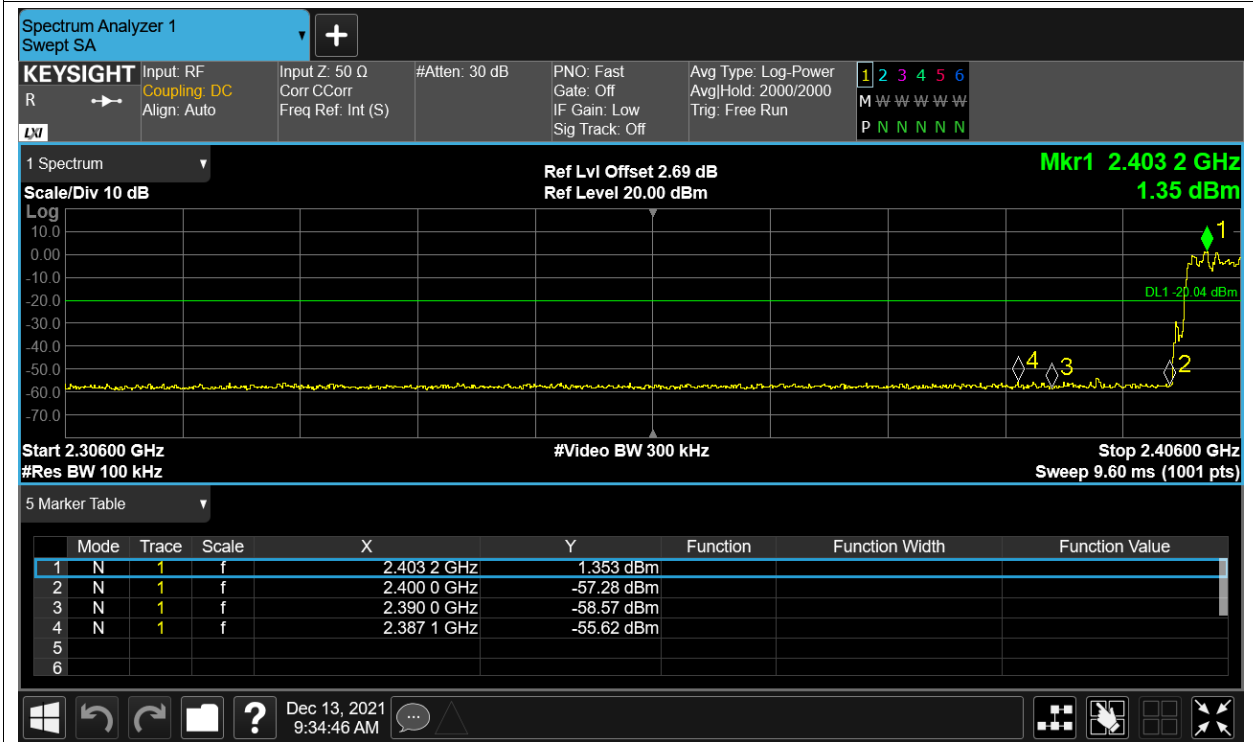 Spectrum Analyzer 1
Swept SA
KEYSIGHT
R
LXI
Input: RF
Coupling: DC
Align: Auto
Input Z: 50 Ω
Corr CCorr
Freq Ref: Int (S)
#Atten: 30 dB
PNO: Fast
Gate: Off
IF Gain: Low
Sig Track: Off
Avg Type: Log-Power
Avg|Hold: 2000/2000
Trig: Free Run
1 2 3 4 5 6
M W W W W W
P N N N N N
1 Spectrum
Scale/Div 10 dB
Ref Lvl Offset 2.69 dB
Ref Level 20.00 dBm
Mkr1 2.403 2 GHz
1.35 dBm
Log
10.0
0.00
-10.0
-20.0
-30.0
-40.0
-50.0
-60.0
-70.0
1
DL1 -20.04 dBm
4
3
2
Start 2.30600 GHz
#Res BW 100 kHz
#Video BW 300 kHz
Stop 2.40600 GHz
Sweep 9.60 ms (1001 pts)
5 Marker Table
Mode Trace Scale X Y Function Function Width Function Value
1 N 1 f 2.403 2 GHz 1.353 dBm
2 N 1 f 2.400 0 GHz -57.28 dBm
3 N 1 f 2.390 0 GHz -58.57 dBm
4 N 1 f 2.387 1 GHz -55.62 dBm
5
6
?
Dec 13, 2021
9:34:46 AM